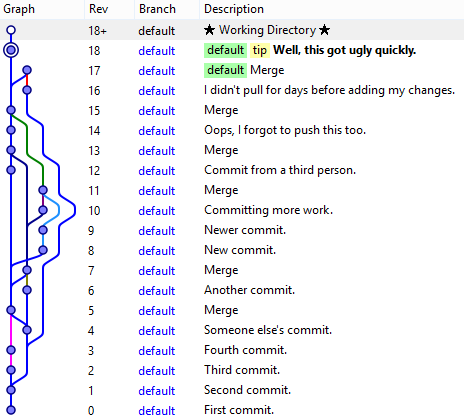 Graph Rev Branch Description
18+ default ★ Working Directory ★
18 default default tip Well, this got ugly quickly.
17 default default Merge
16 default I didn't pull for days before adding my changes.
15 default Merge
14 default Oops, I forgot to push this too.
13 default Merge
12 default Commit from a third person.
11 default Merge
10 default Committing more work.
9 default Newer commit.
8 default New commit.
7 default Merge
6 default Another commit.
5 default Merge
4 default Someone else's commit.
3 default Fourth commit.
2 default Third commit.
1 default Second commit.
0 default First commit.